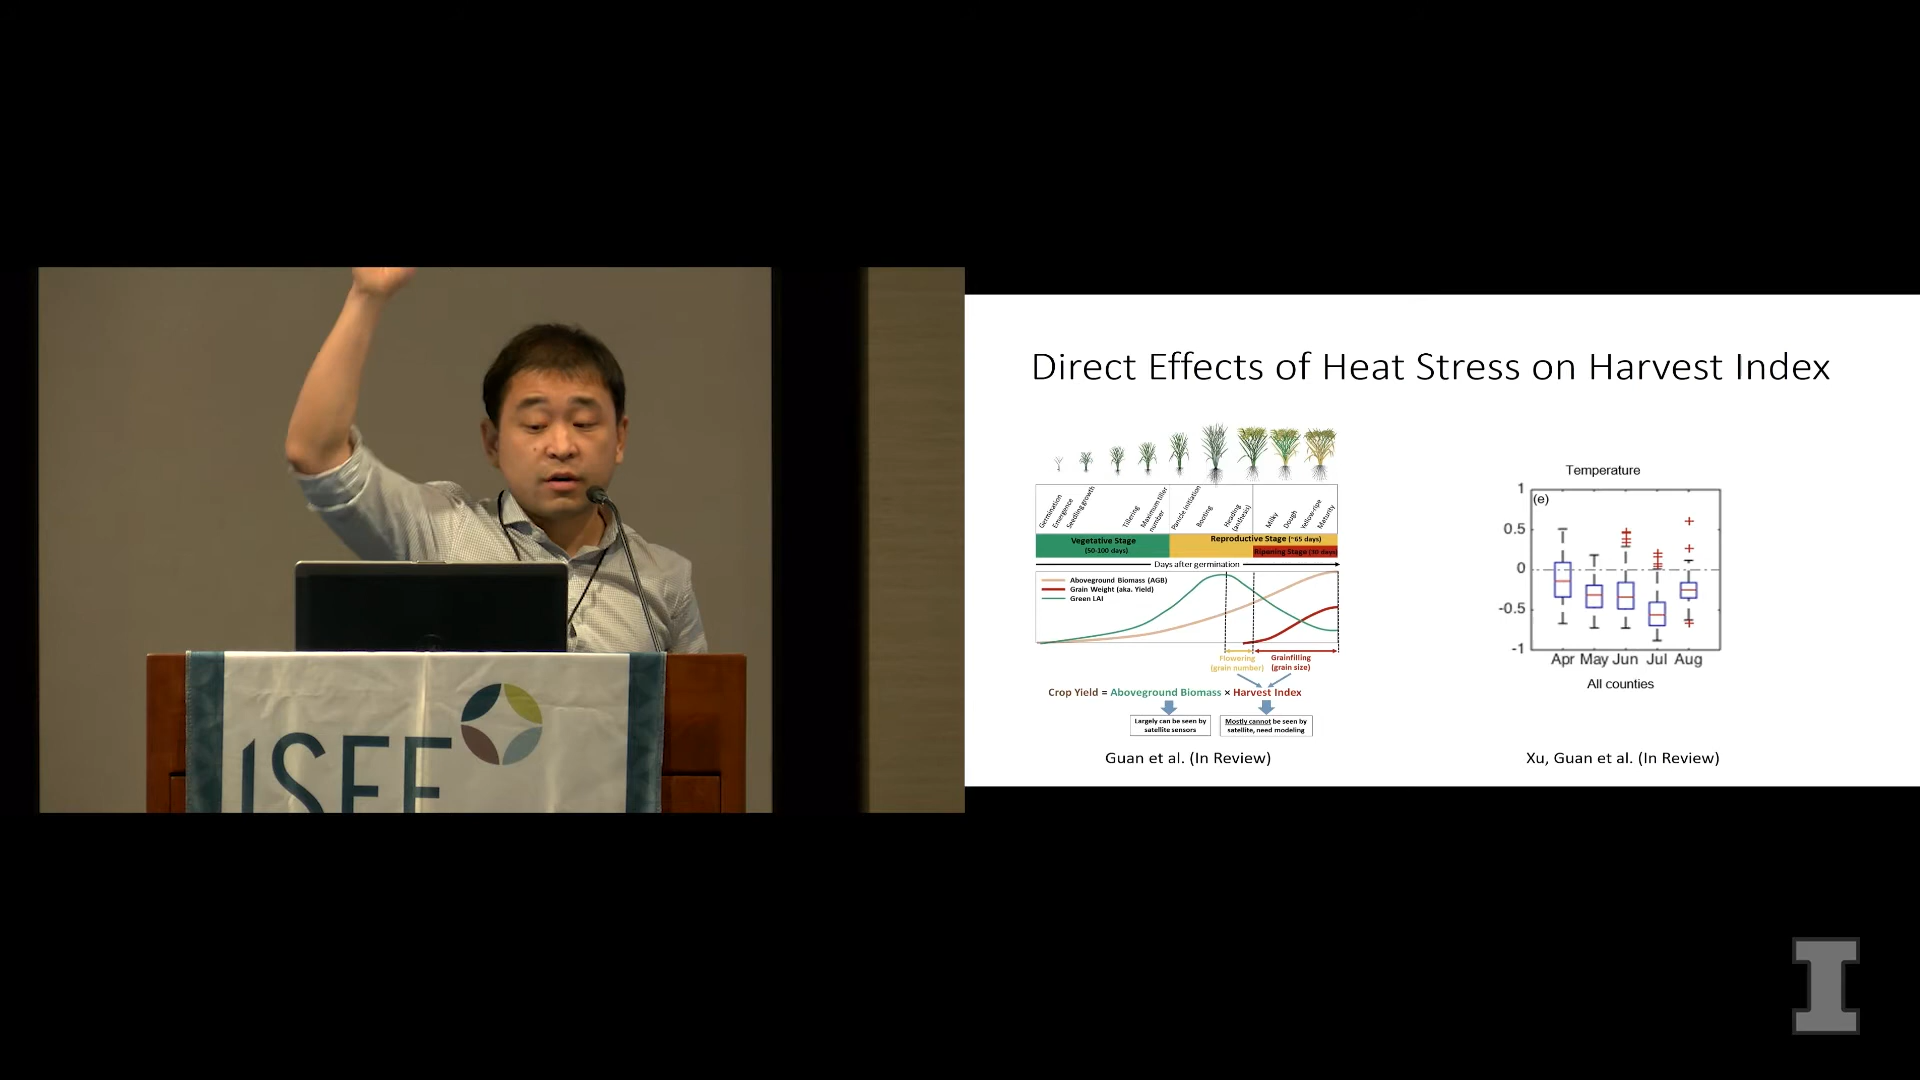 Direct Effects of Heat Stress on Harvest Index
Germination
Emergence
Seedling growth
Tillering
Maximum tiller
number
Panicle initiation
Booting
Heading
(anthesis)
Milky
Dough
Yellow-ripe
Maturity
Vegetative Stage
(50-100 days)
Reproductive Stage (~65 days)
Ripening Stage (30 days)
Days after germination
Aboveground Biomass (AGB)
Grain Weight (aka. Yield)
Green LAI
Flowering
(grain number)
Grainfilling
(grain size)
Crop Yield = Aboveground Biomass × Harvest Index
Largely can be seen by
satellite sensors
Mostly cannot be seen by
satellite, need modeling
Guan et al. (In Review)
Temperature
(e)
1
0.5
0
-0.5
-1
Apr May Jun Jul Aug
All counties
Xu, Guan et al. (In Review)
ISEE
I